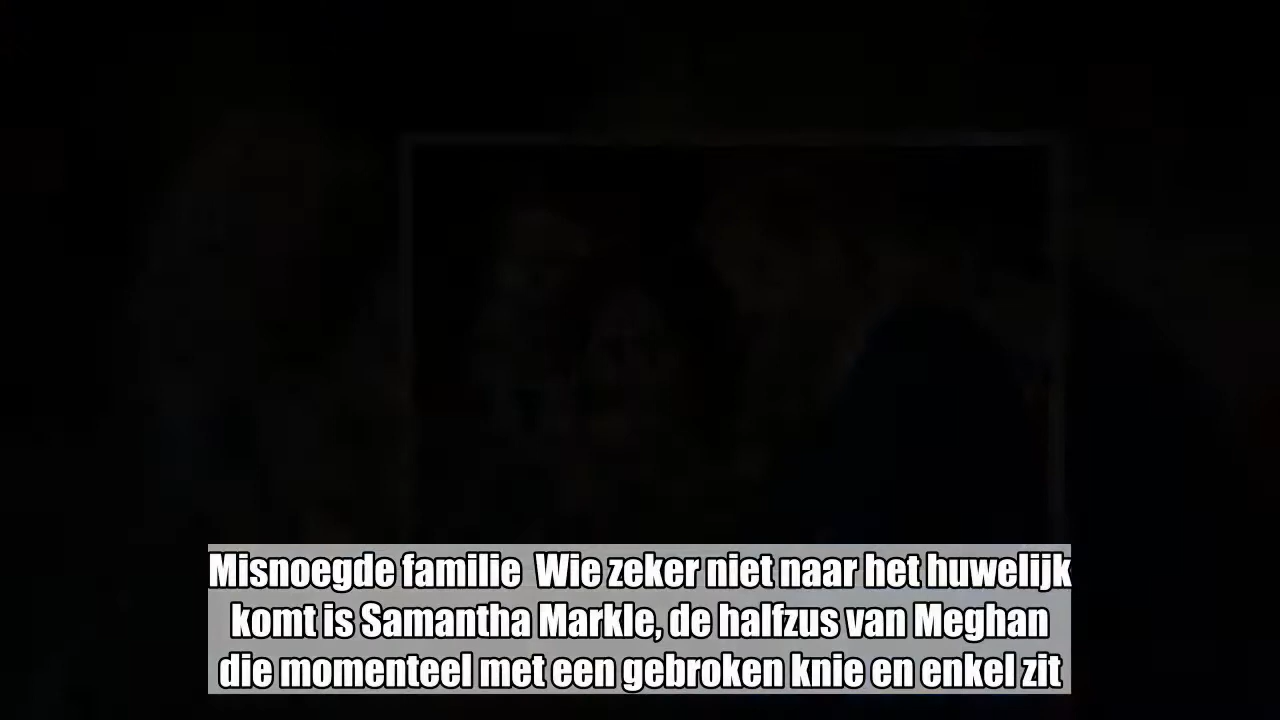 Misnoegde familie  Wie zeker niet naar het huwelijk
komt is Samantha Markle, de halfzus van Meghan
die momenteel met een gebroken knie en enkel zit